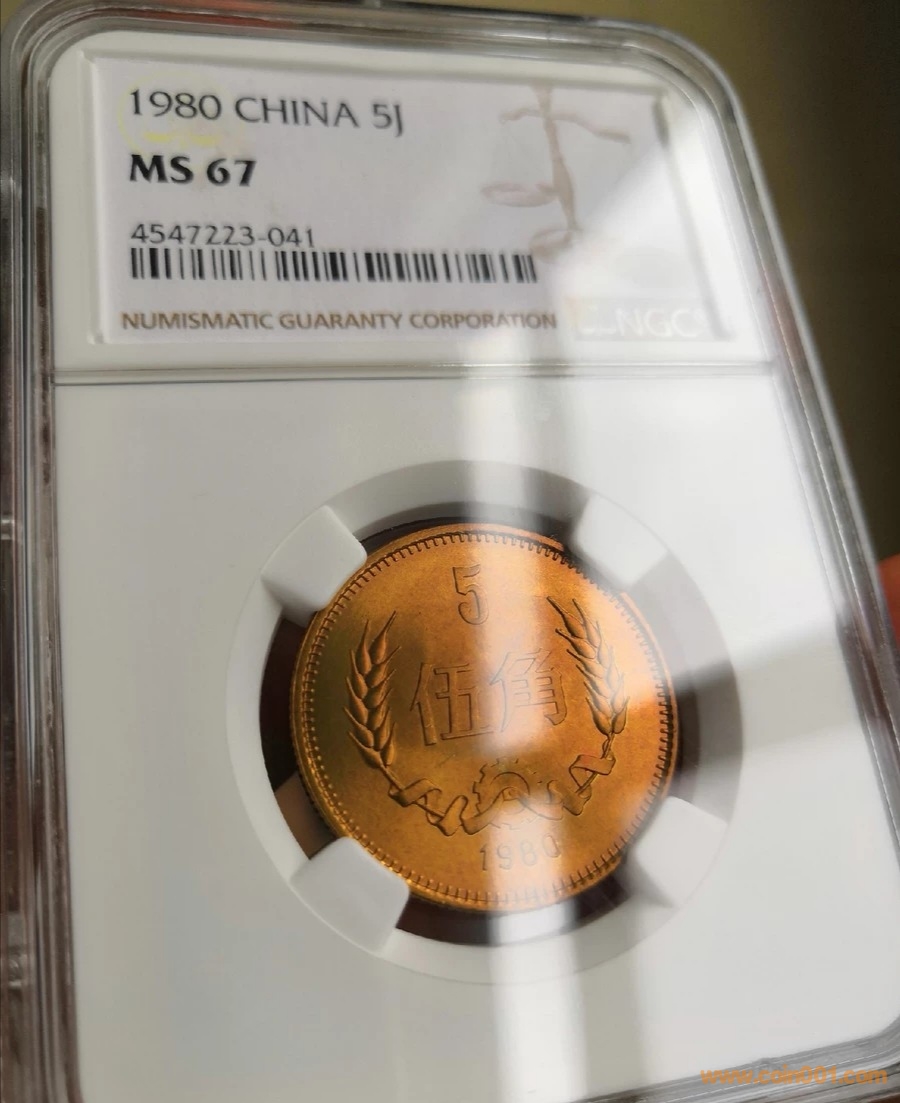 1980 CHINA 5J
MS 67
4547223-041
NUMISMATIC GUARANTY CORPORATION
NGC
5
伍角
1980
www.coin001.com